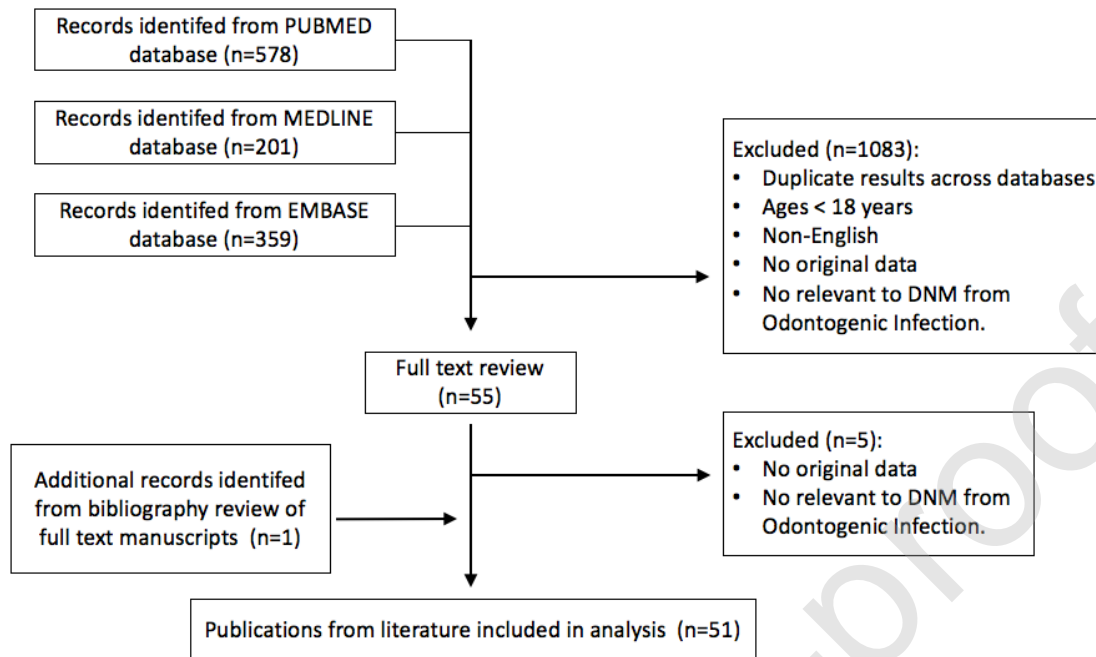 Records identifed from PUBMED
database (n=578)
Records identifed from MEDLINE
database (n=201)
Records identifed from EMBASE
database (n=359)
Excluded (n=1083):
• Duplicate results across databases
• Ages < 18 years
• Non-English
• No original data
• No relevant to DNM from
Odontogenic Infection.
Full text review
(n=55)
Excluded (n=5):
• No original data
• No relevant to DNM from
Odontogenic Infection.
Additional records identifed
from bibliography review of
full text manuscripts (n=1)
Publications from literature included in analysis (n=51)
proof